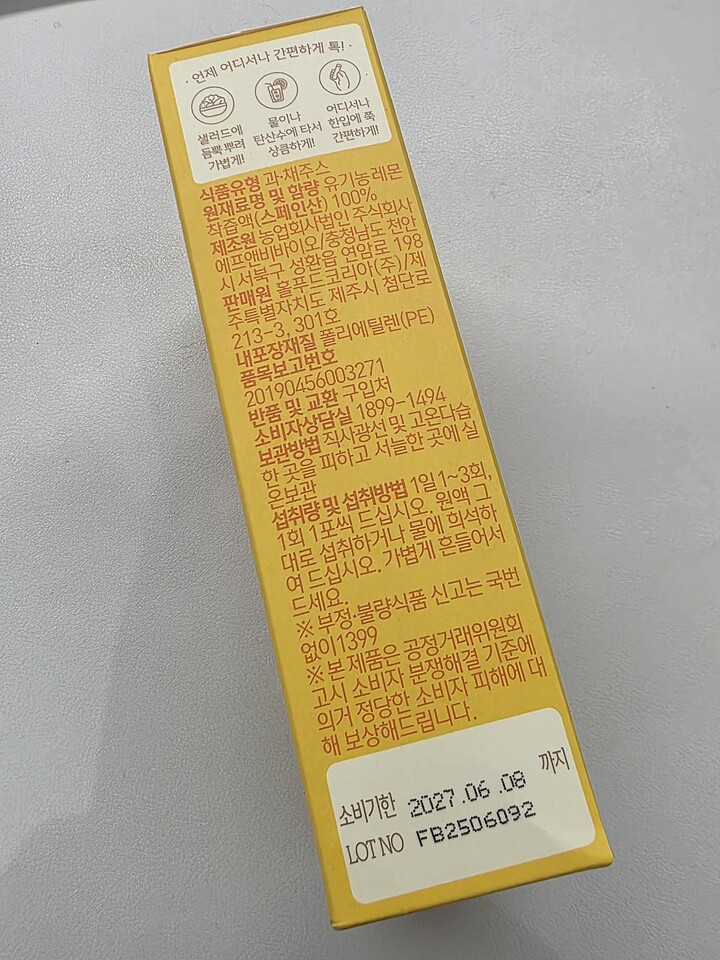 · 언제 어디서나 간편하게 톡! ·
샐러드에
듬뿍 뿌려
가볍게!
물이나
탄산수에 타서
상큼하게!
어디서나
한입에 쭉
간편하게!
식품유형 과·채주스
원재료명 및 함량 유기농레몬
착즙액(스페인산) 100%
제조원 농업회사법인 주식회사
에프앤비바이오/충청남도 천안
시 서북구 성환읍 연암로 198
판매원 홀푸드코리아(주)/제
주특별자치도 제주시 첨단로
213-3, 301호
내포장재질 폴리에틸렌(PE)
품목보고번호
20190456003271
반품 및 교환 구입처
소비자상담실 1899-1494
보관방법 직사광선 및 고온다습
한 곳을 피하고 서늘한 곳에 실
온보관
섭취량 및 섭취방법 1일 1~3회,
1회 1포씩 드십시오. 원액 그
대로 섭취하거나 물에 희석하
여 드십시오. 가볍게 흔들어서
드세요.
※ 부정·불량식품 신고는 국번
없이1399
※ 본 제품은 공정거래위원회
고시 소비자 분쟁해결 기준에
의거 정당한 소비자 피해에 대
해 보상해드립니다.
소비기한 2027.06.08 까지
LOT NO FB2506092